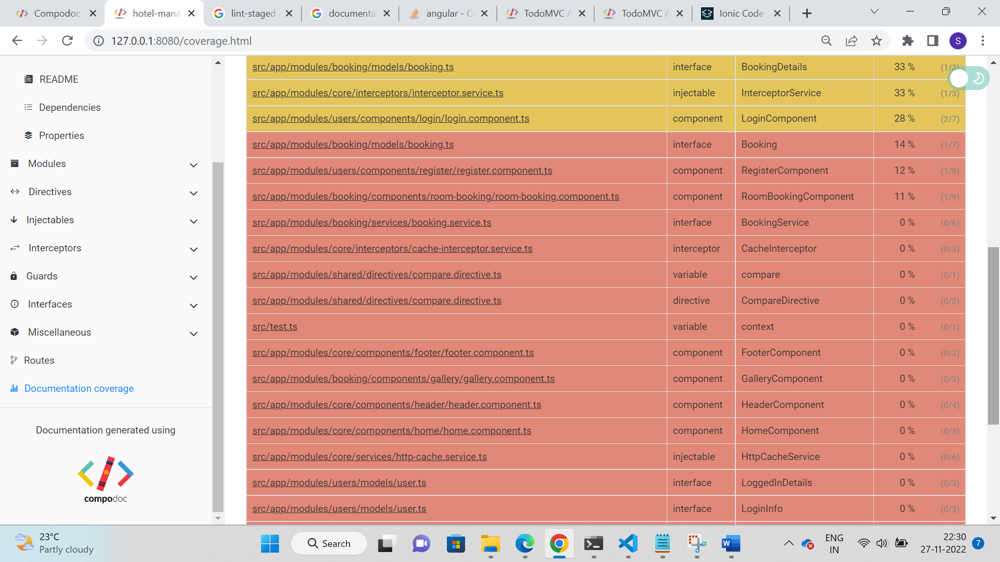 Compodoc
hotel-mana
lint-staged
documenta
angular - Co
TodoMVC A
TodoMVC A
Ionic Code
127.0.0.1:8080/coverage.html
S
README
Dependencies
Properties
Modules
Directives
Injectables
Interceptors
Guards
Interfaces
Miscellaneous
Routes
Documentation coverage
Documentation generated using
compodoc
src/app/modules/booking/models/booking.ts interface BookingDetails 33 % (1/3)
src/app/modules/core/interceptors/interceptor.service.ts injectable InterceptorService 33 % (1/3)
src/app/modules/users/components/login/login.component.ts component LoginComponent 28 % (2/7)
src/app/modules/booking/models/booking.ts interface Booking 14 % (1/7)
src/app/modules/users/components/register/register.component.ts component RegisterComponent 12 % (1/8)
src/app/modules/booking/components/room-booking/room-booking.component.ts component RoomBookingComponent 11 % (1/9)
src/app/modules/booking/services/booking.service.ts interface BookingService 0 % (0/6)
src/app/modules/core/interceptors/cache-interceptor.service.ts interceptor CacheInterceptor 0 % (0/3)
src/app/modules/shared/directives/compare.directive.ts variable compare 0 % (0/1)
src/app/modules/shared/directives/compare.directive.ts directive CompareDirective 0 % (0/2)
src/test.ts variable context 0 % (0/1)
src/app/modules/core/components/footer/footer.component.ts component FooterComponent 0 % (0/3)
src/app/modules/booking/components/gallery/gallery.component.ts component GalleryComponent 0 % (0/3)
src/app/modules/core/components/header/header.component.ts component HeaderComponent 0 % (0/4)
src/app/modules/core/components/home/home.component.ts component HomeComponent 0 % (0/3)
src/app/modules/core/services/http-cache.service.ts injectable HttpCacheService 0 % (0/6)
src/app/modules/users/models/user.ts interface LoggedInDetails 0 % (0/3)
src/app/modules/users/models/user.ts interface LoginInfo 0 % (0/3)
23°C
Partly cloudy
Search
W
ENG
IN
22:30
27-11-2022
7